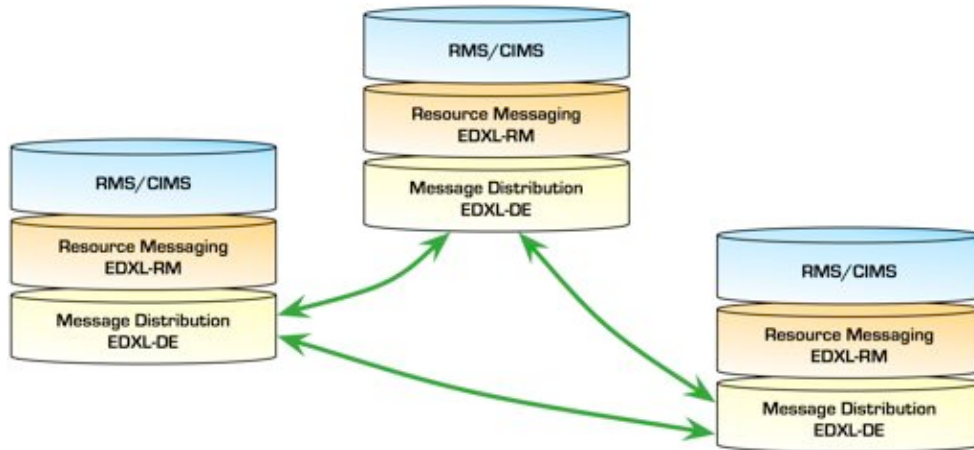 RMS/CIMS
Resource Messaging
EDXL-RM
Message Distribution
EDXL-DE
RMS/CIMS
Resource Messaging
EDXL-RM
Message Distribution
EDXL-DE
RMS/CIMS
Resource Messaging
EDXL-RM
Message Distribution
EDXL-DE